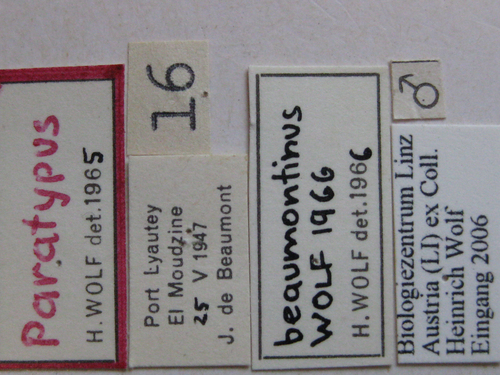 Paratypus
H. WOLF det. 1965
16
Port Lyautey
El Moudzine
25 V 1947
J. de Beaumont
beaumontinus
WOLF 1966
H. WOLF det. 1966
♂
Biologiezentrum Linz
Austria (LI) ex Coll.
Heinrich Wolf
Eingang 2006